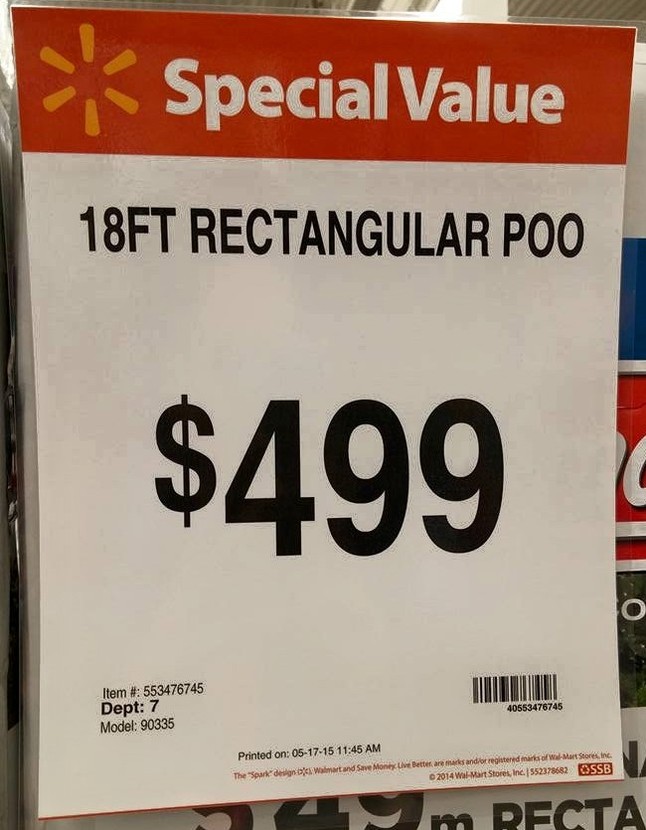 Special Value
18FT RECTANGULAR POO
$499
Item #: 553476745
Dept: 7
Model: 90335
40553476745
Printed on: 05-17-15 11:45 AM
The "Spark" design , Walmart and Save Money. Live Better. are marks and/or registered marks of Wal-Mart Stores, Inc.
© 2014 Wal-Mart Stores, Inc. | 552378682 SSB
m RECTA